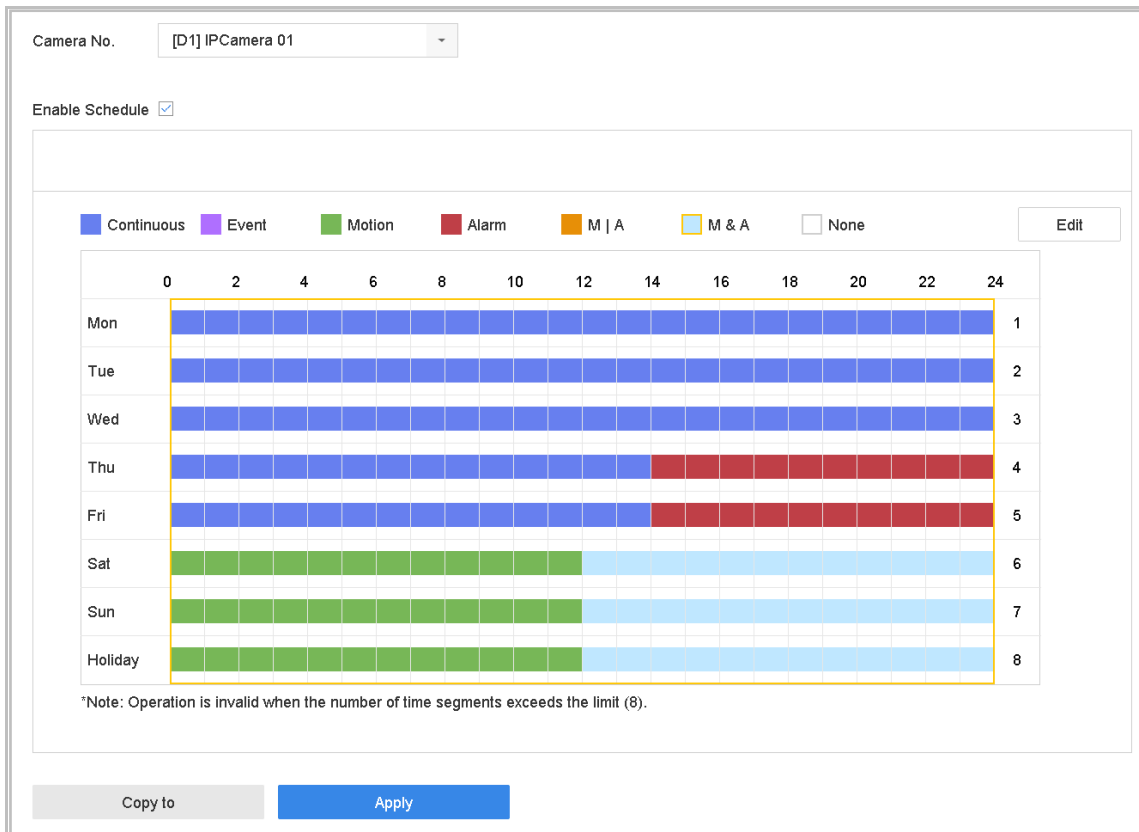 Camera No. [D1] IPCamera 01
Enable Schedule
Continuous Event Motion Alarm M | A M & A None Edit
0 2 4 6 8 10 12 14 16 18 20 22 24
Mon 1
Tue 2
Wed 3
Thu 4
Fri 5
Sat 6
Sun 7
Holiday 8
*Note: Operation is invalid when the number of time segments exceeds the limit (8).
Copy to Apply